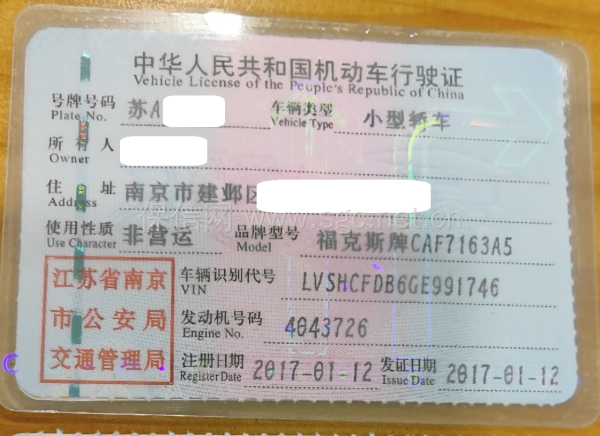 中华人民共和国机动车行驶证
Vehicle License of the People's Republic of China
号牌号码 苏A 车辆类型 小型轿车
Plate No. Vehicle Type
所有人
Owner
住址 南京市建邺区
Address
使用性质 非营运 品牌型号 福克斯牌CAF7163A5
Use Character Model
江苏省南京
市公安局
交通管理局
车辆识别代号 LVSHCFDB6GE991746
VIN
发动机号码 4043726
Engine No.
注册日期 2017-01-12 发证日期 2017-01-12
Register Date Issue Date